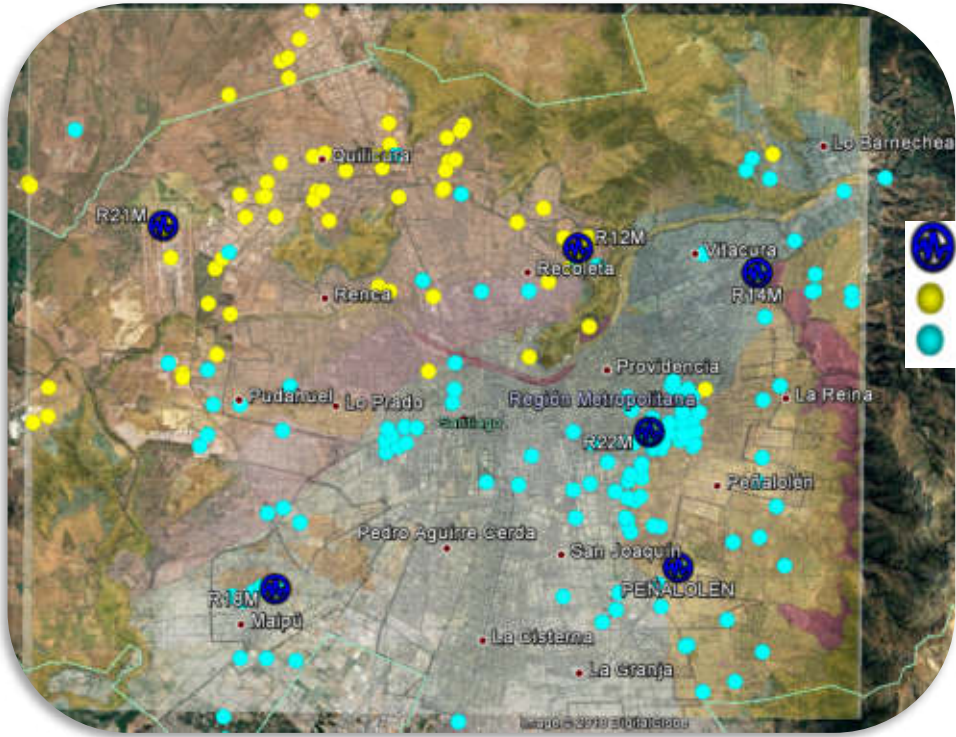 Lo Barnechea
Quilicura
R21M
R12M
Vitacura
Recoleta
R14M
Renca
Providencia
La Reina
Pudahuel
Lo Prado
Región Metropolitana
Santiago
R22M
Peñalolén
Pedro Aguirre Cerda
San Joaquín
PEÑALOLEN
R18M
Maipú
La Cisterna
La Granja
Image © 2018 DigitalGlobe